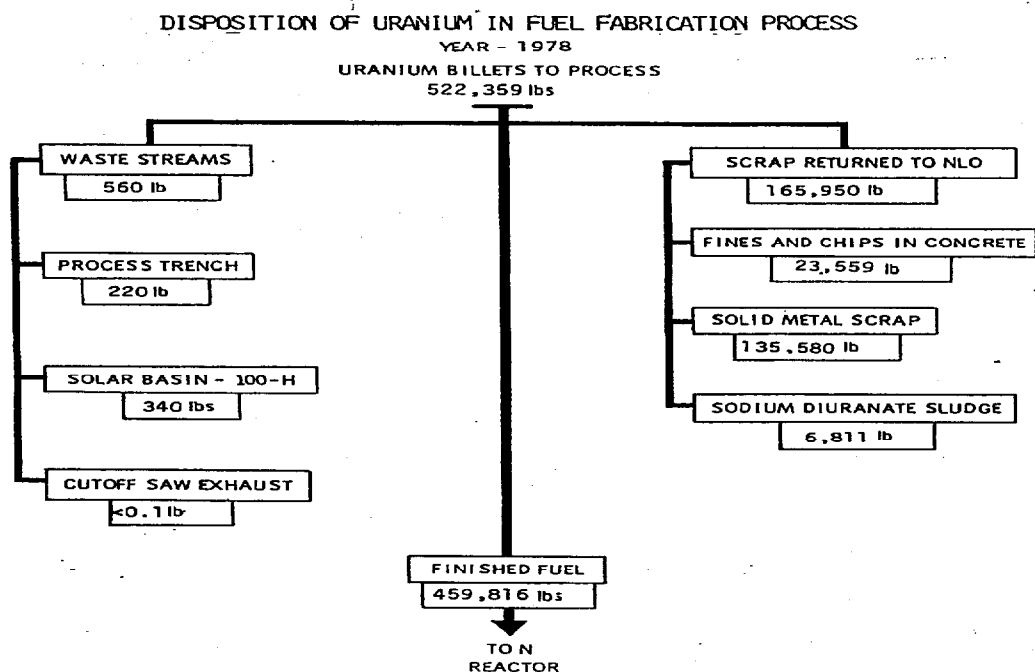 DISPOSITION OF URANIUM IN FUEL FABRICATION PROCESS
YEAR - 1978
URANIUM BILLETS TO PROCESS
522,359 lbs
WASTE STREAMS
560 lb
PROCESS TRENCH
220 lb
SOLAR BASIN - 100-H
340 lbs
CUTOFF SAW EXHAUST
<0.1 lb
SCRAP RETURNED TO NLO
165,950 lb
FINES AND CHIPS IN CONCRETE
23,559 lb
SOLID METAL SCRAP
135,580 lb
SODIUM DIURANATE SLUDGE
6,811 lb
FINISHED FUEL
459,816 lbs
TO N
REACTOR